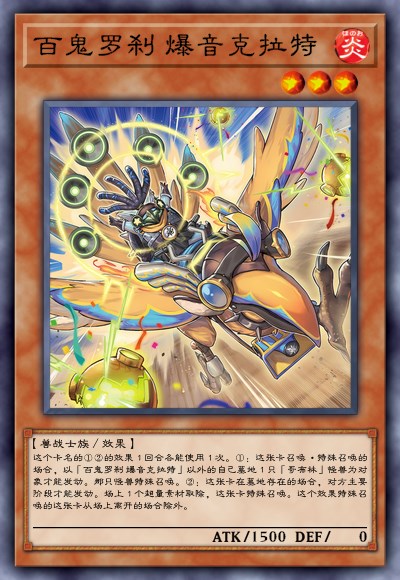 百鬼罗刹 爆音克拉特
ほのお
炎
【兽战士族/效果】
这个卡名的①②的效果1回合各能使用1次。①：这张卡召唤·特殊召唤的
场合，以「百鬼罗刹 爆音克拉特」以外的自己墓地1只「哥布林」怪兽为对
象才能发动。那只怪兽特殊召唤。②：这张卡在墓地存在的场合，对方主要
阶段才能发动。场上1个超量素材取除，这张卡特殊召唤。这个效果特殊召
唤的这张卡从场上离开的场合除外。
ATK/1500 DEF/ 0